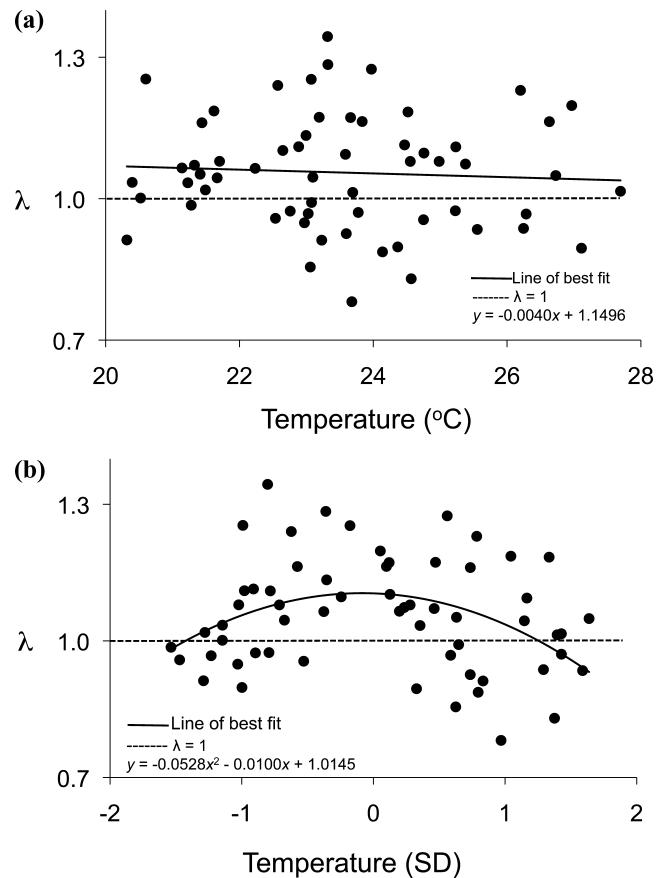 (a)
1.3
1.0
0.7
λ
Line of best fit
λ = 1
y = -0.0040x + 1.1496
20 22 24 26 28
Temperature (°C)
(b)
1.3
1.0
0.7
λ
Line of best fit
λ = 1
y = -0.0528x² - 0.0100x + 1.0145
-2 -1 0 1 2
Temperature (SD)